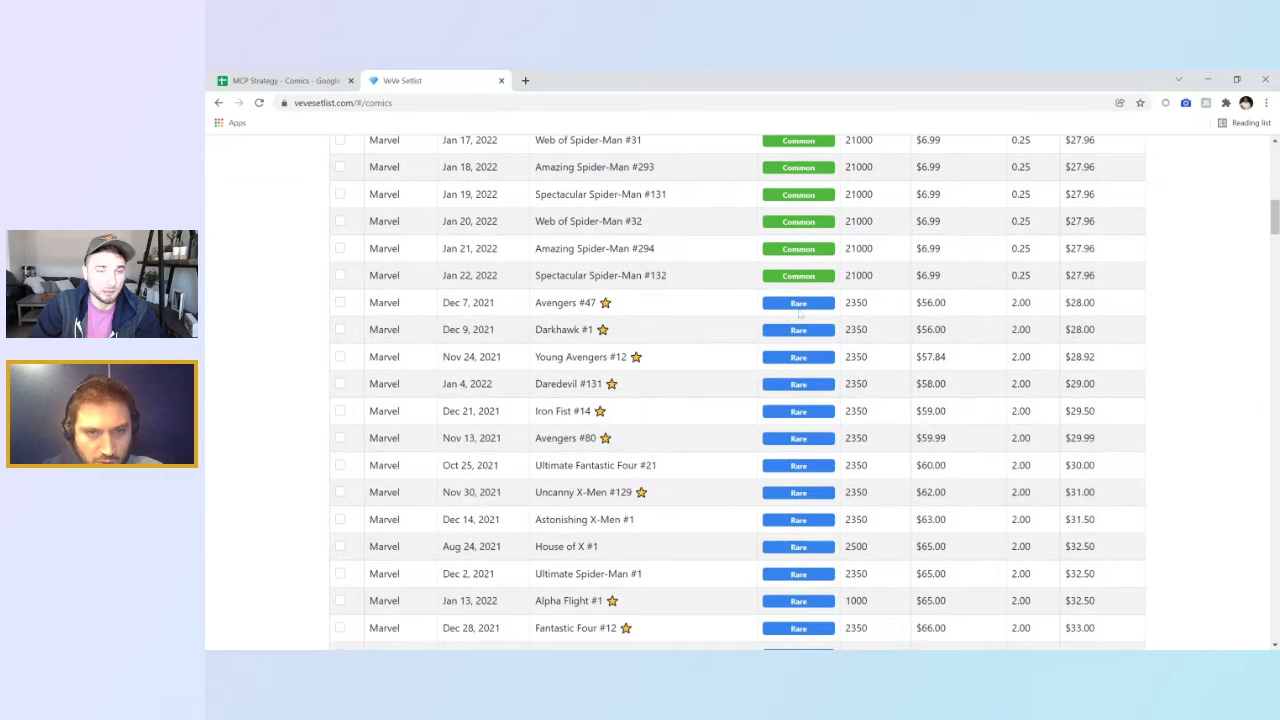 MCP Strategy - Comics - Google
VeVe Setlist
vevesetlist.com/#/comics
Apps
Reading list
Marvel Jan 17, 2022 Web of Spider-Man #31 Common 21000 $6.99 0.25 $27.96
Marvel Jan 18, 2022 Amazing Spider-Man #293 Common 21000 $6.99 0.25 $27.96
Marvel Jan 19, 2022 Spectacular Spider-Man #131 Common 21000 $6.99 0.25 $27.96
Marvel Jan 20, 2022 Web of Spider-Man #32 Common 21000 $6.99 0.25 $27.96
Marvel Jan 21, 2022 Amazing Spider-Man #294 Common 21000 $6.99 0.25 $27.96
Marvel Jan 22, 2022 Spectacular Spider-Man #132 Common 21000 $6.99 0.25 $27.96
Marvel Dec 7, 2021 Avengers #47 Rare 2350 $56.00 2.00 $28.00
Marvel Dec 9, 2021 Darkhawk #1 Rare 2350 $56.00 2.00 $28.00
Marvel Nov 24, 2021 Young Avengers #12 Rare 2350 $57.84 2.00 $28.92
Marvel Jan 4, 2022 Daredevil #131 Rare 2350 $58.00 2.00 $29.00
Marvel Dec 21, 2021 Iron Fist #14 Rare 2350 $59.00 2.00 $29.50
Marvel Nov 13, 2021 Avengers #80 Rare 2350 $59.99 2.00 $29.99
Marvel Oct 25, 2021 Ultimate Fantastic Four #21 Rare 2350 $60.00 2.00 $30.00
Marvel Nov 30, 2021 Uncanny X-Men #129 Rare 2350 $62.00 2.00 $31.00
Marvel Dec 14, 2021 Astonishing X-Men #1 Rare 2350 $63.00 2.00 $31.50
Marvel Aug 24, 2021 House of X #1 Rare 2500 $65.00 2.00 $32.50
Marvel Dec 2, 2021 Ultimate Spider-Man #1 Rare 2350 $65.00 2.00 $32.50
Marvel Jan 13, 2022 Alpha Flight #1 Rare 1000 $65.00 2.00 $32.50
Marvel Dec 28, 2021 Fantastic Four #12 Rare 2350 $66.00 2.00 $33.00